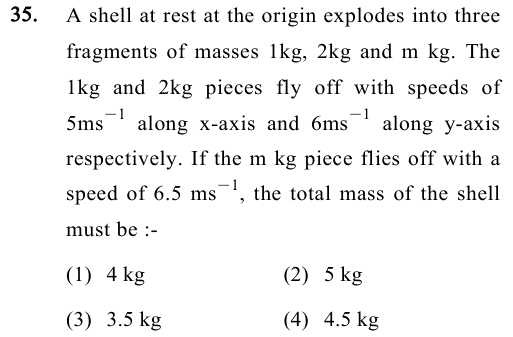 35. A shell at rest at the origin explodes into three
fragments of masses 1kg, 2kg and m kg. The
1kg and 2kg pieces fly off with speeds of
5ms⁻¹ along x-axis and 6ms⁻¹ along y-axis
respectively. If the m kg piece flies off with a
speed of 6.5 ms⁻¹, the total mass of the shell
must be :-
(1) 4 kg (2) 5 kg
(3) 3.5 kg (4) 4.5 kg